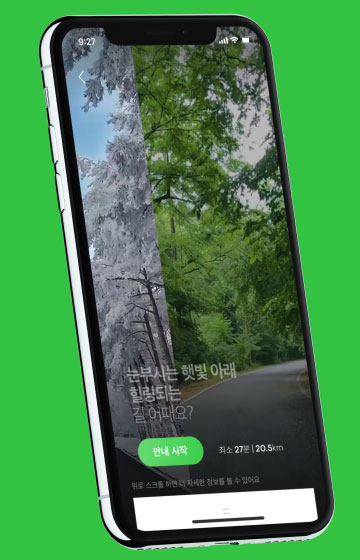 9:27
눈부시는 햇빛 아래
힐링되는
길 어때요?
안내 시작
최소 27분 | 20.5km
위로 스크롤 하면 더 자세한 정보를 볼 수 있어요